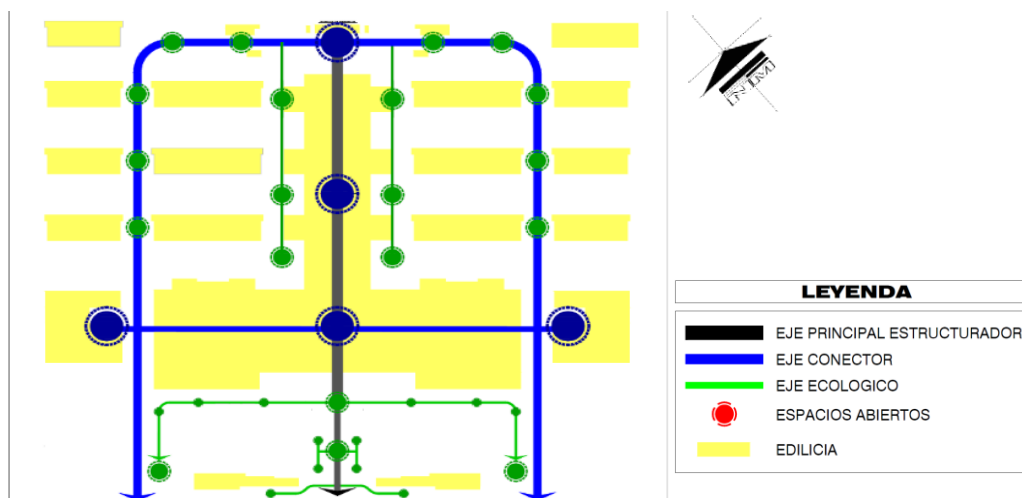 LEYENDA
EJE PRINCIPAL ESTRUCTURADOR
EJE CONECTOR
EJE ECOLOGICO
ESPACIOS ABIERTOS
EDILICIA